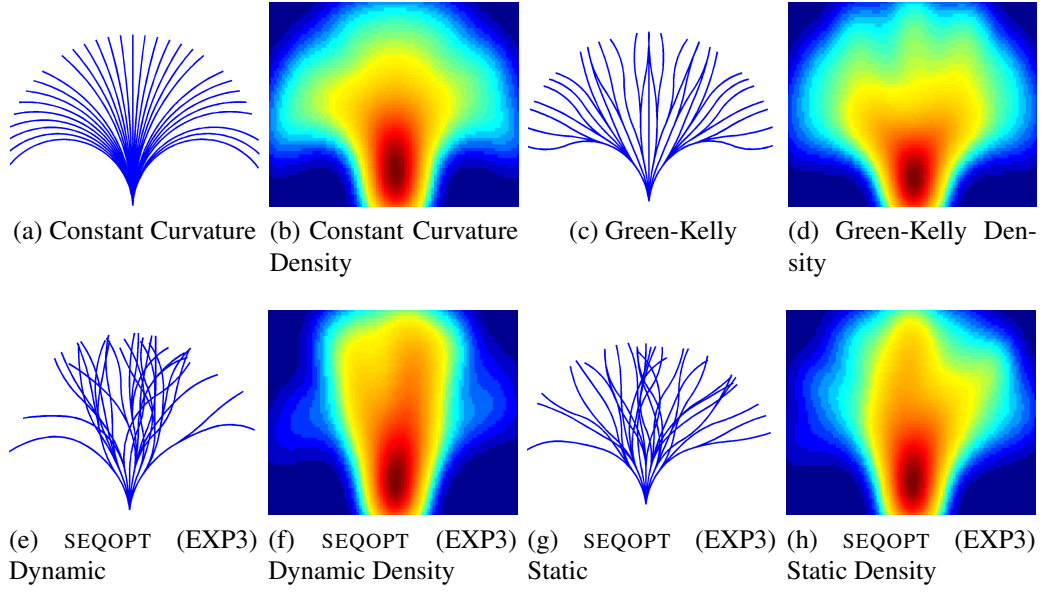 (a) Constant Curvature
(b) Constant Curvature
Density
(c) Green-Kelly
(d) Green-Kelly Den-
sity
(e) SEQOPT (EXP3)
Dynamic
(f) SEQOPT (EXP3)
Dynamic Density
(g) SEQOPT (EXP3)
Static
(h) SEQOPT (EXP3)
Static Density